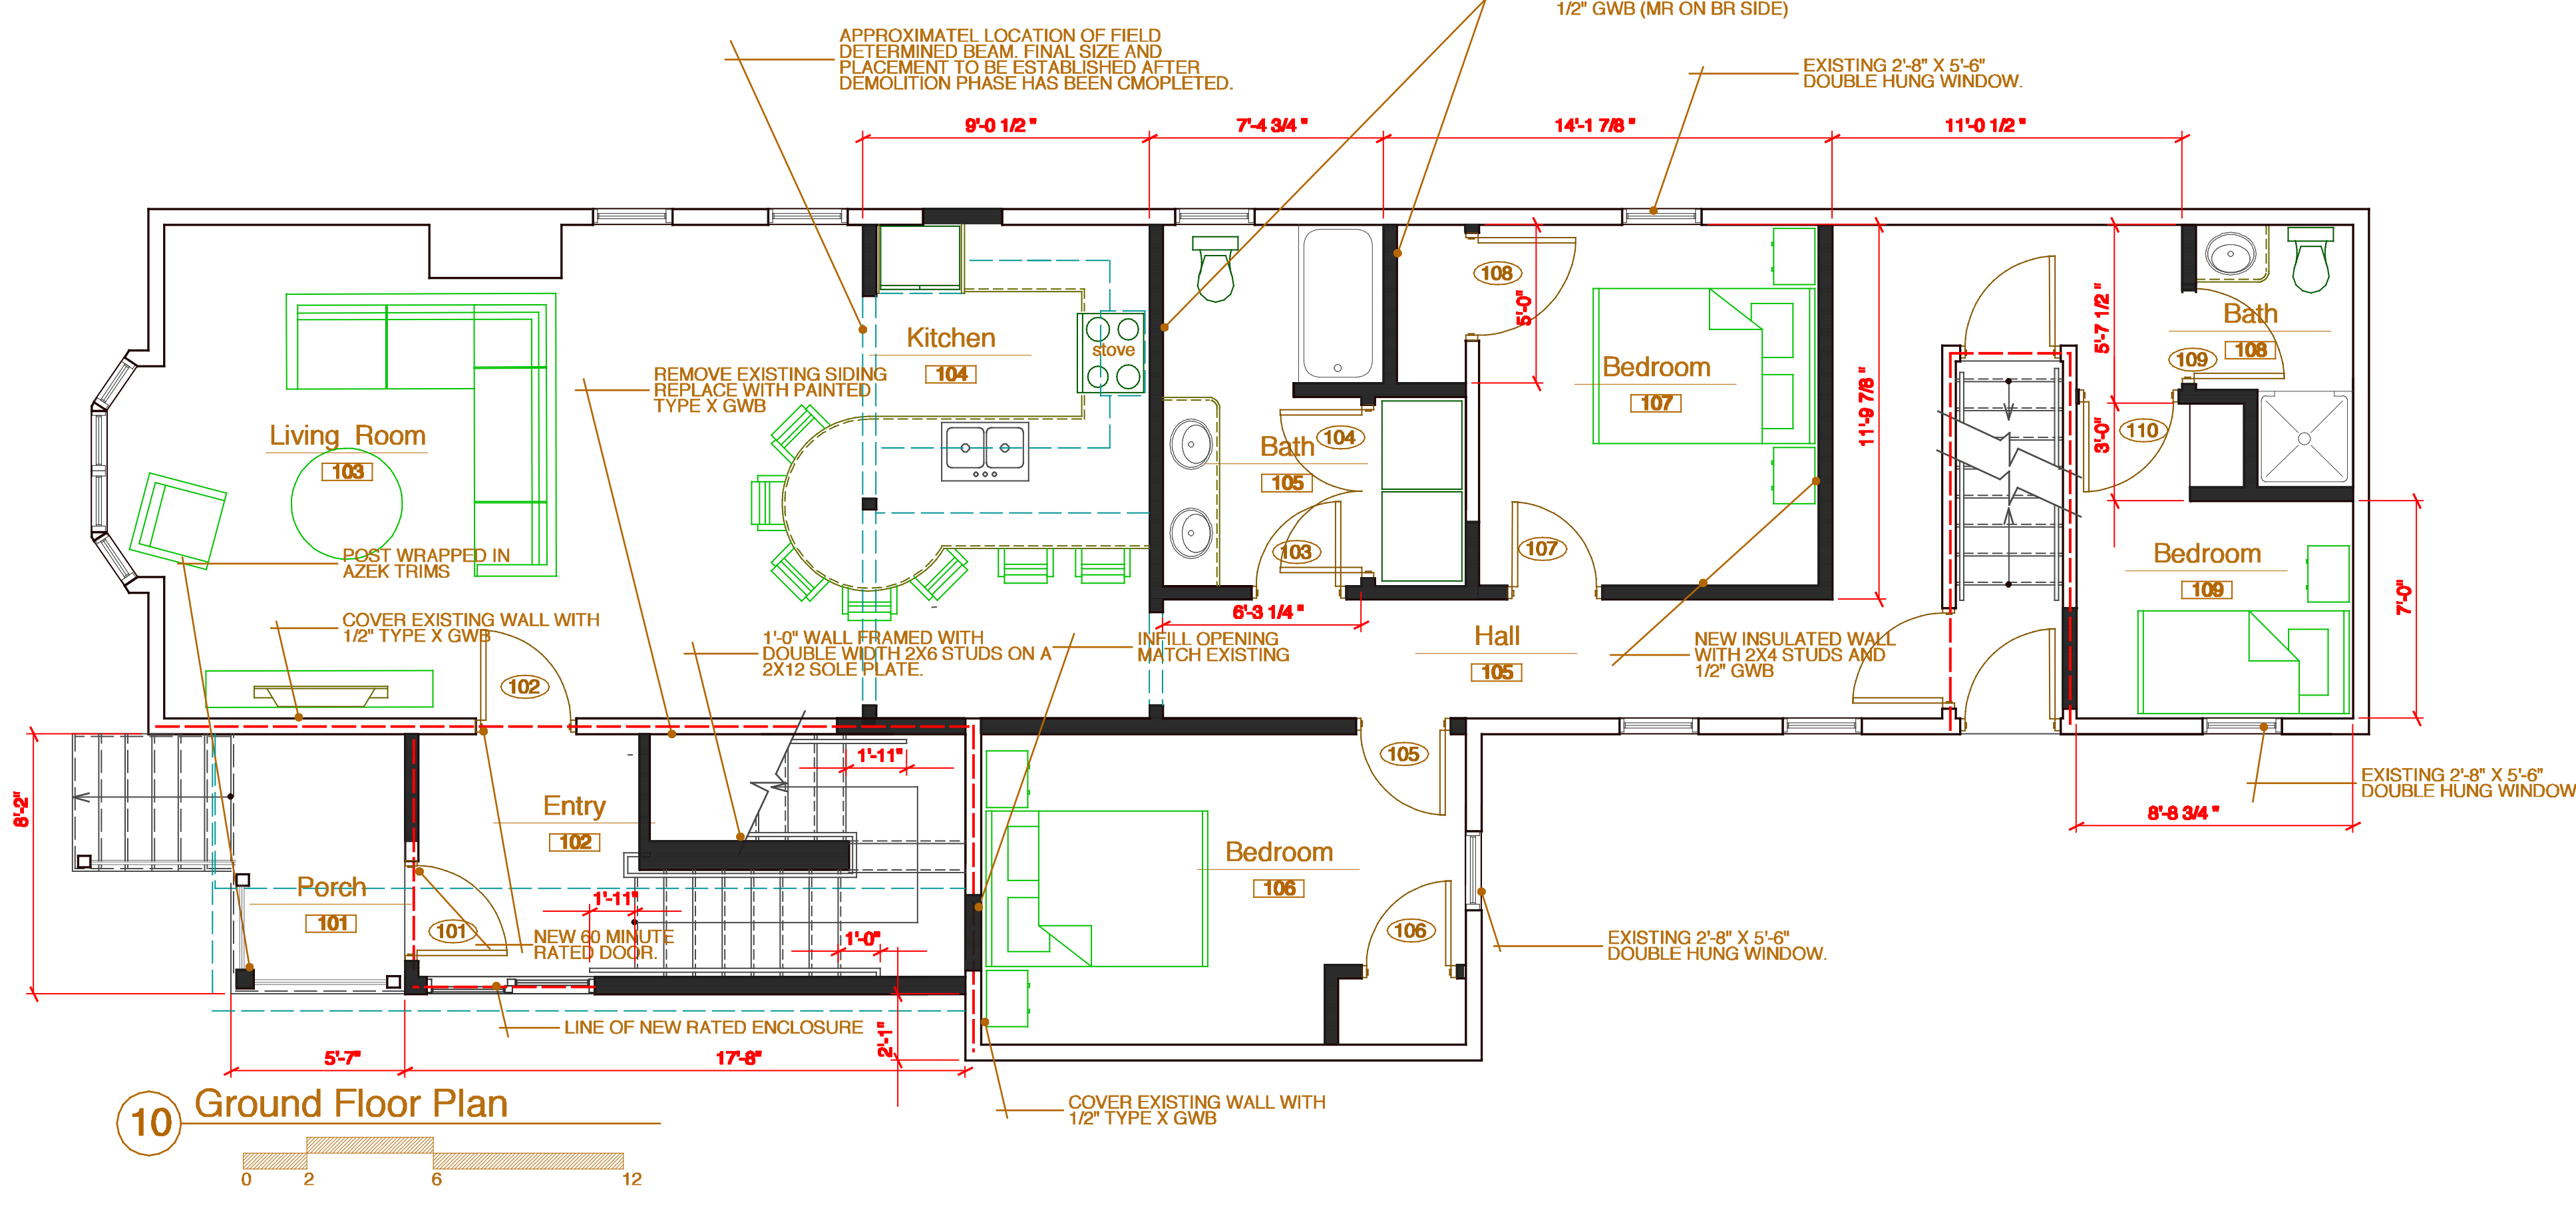 1/2" GWB (MR ON BR SIDE)
APPROXIMATEL LOCATION OF FIELD
DETERMINED BEAM. FINAL SIZE AND
PLACEMENT TO BE ESTABLISHED AFTER
DEMOLITION PHASE HAS BEEN CMOPLETED.
EXISTING 2'-8" X 5'-6"
DOUBLE HUNG WINDOW.
9'-0 1/2 "
7'-4 3/4 "
14'-1 7/8 "
11'-0 1/2 "
108
5'-0"
Kitchen
104
stove
Bedroom
107
11'-9 7/8 "
5'-7 1/2 "
Bath
108
109
REMOVE EXISTING SIDING
REPLACE WITH PAINTED
TYPE X GWB
Living Room
103
Bath
105
104
3'-0"
110
103
107
Bedroom
109
7'-0"
POST WRAPPED IN
AZEK TRIMS
COVER EXISTING WALL WITH
1/2" TYPE X GWB
6'-3 1/4 "
1'-0" WALL FRAMED WITH
DOUBLE WIDTH 2X6 STUDS ON A
2X12 SOLE PLATE.
INFILL OPENING
MATCH EXISTING
Hall
105
NEW INSULATED WALL
WITH 2X4 STUDS AND
1/2" GWB
102
1'-11"
105
EXISTING 2'-8" X 5'-6"
DOUBLE HUNG WINDOW
8'-8 3/4 "
8'-2"
Entry
102
Porch
101
Bedroom
106
1'-11"
101
NEW 60 MINUTE
RATED DOOR.
1'-0"
106
EXISTING 2'-8" X 5'-6"
DOUBLE HUNG WINDOW.
LINE OF NEW RATED ENCLOSURE
2'-1"
5'-7"
17'-8"
COVER EXISTING WALL WITH
1/2" TYPE X GWB
10
Ground Floor Plan
0 2 6 12